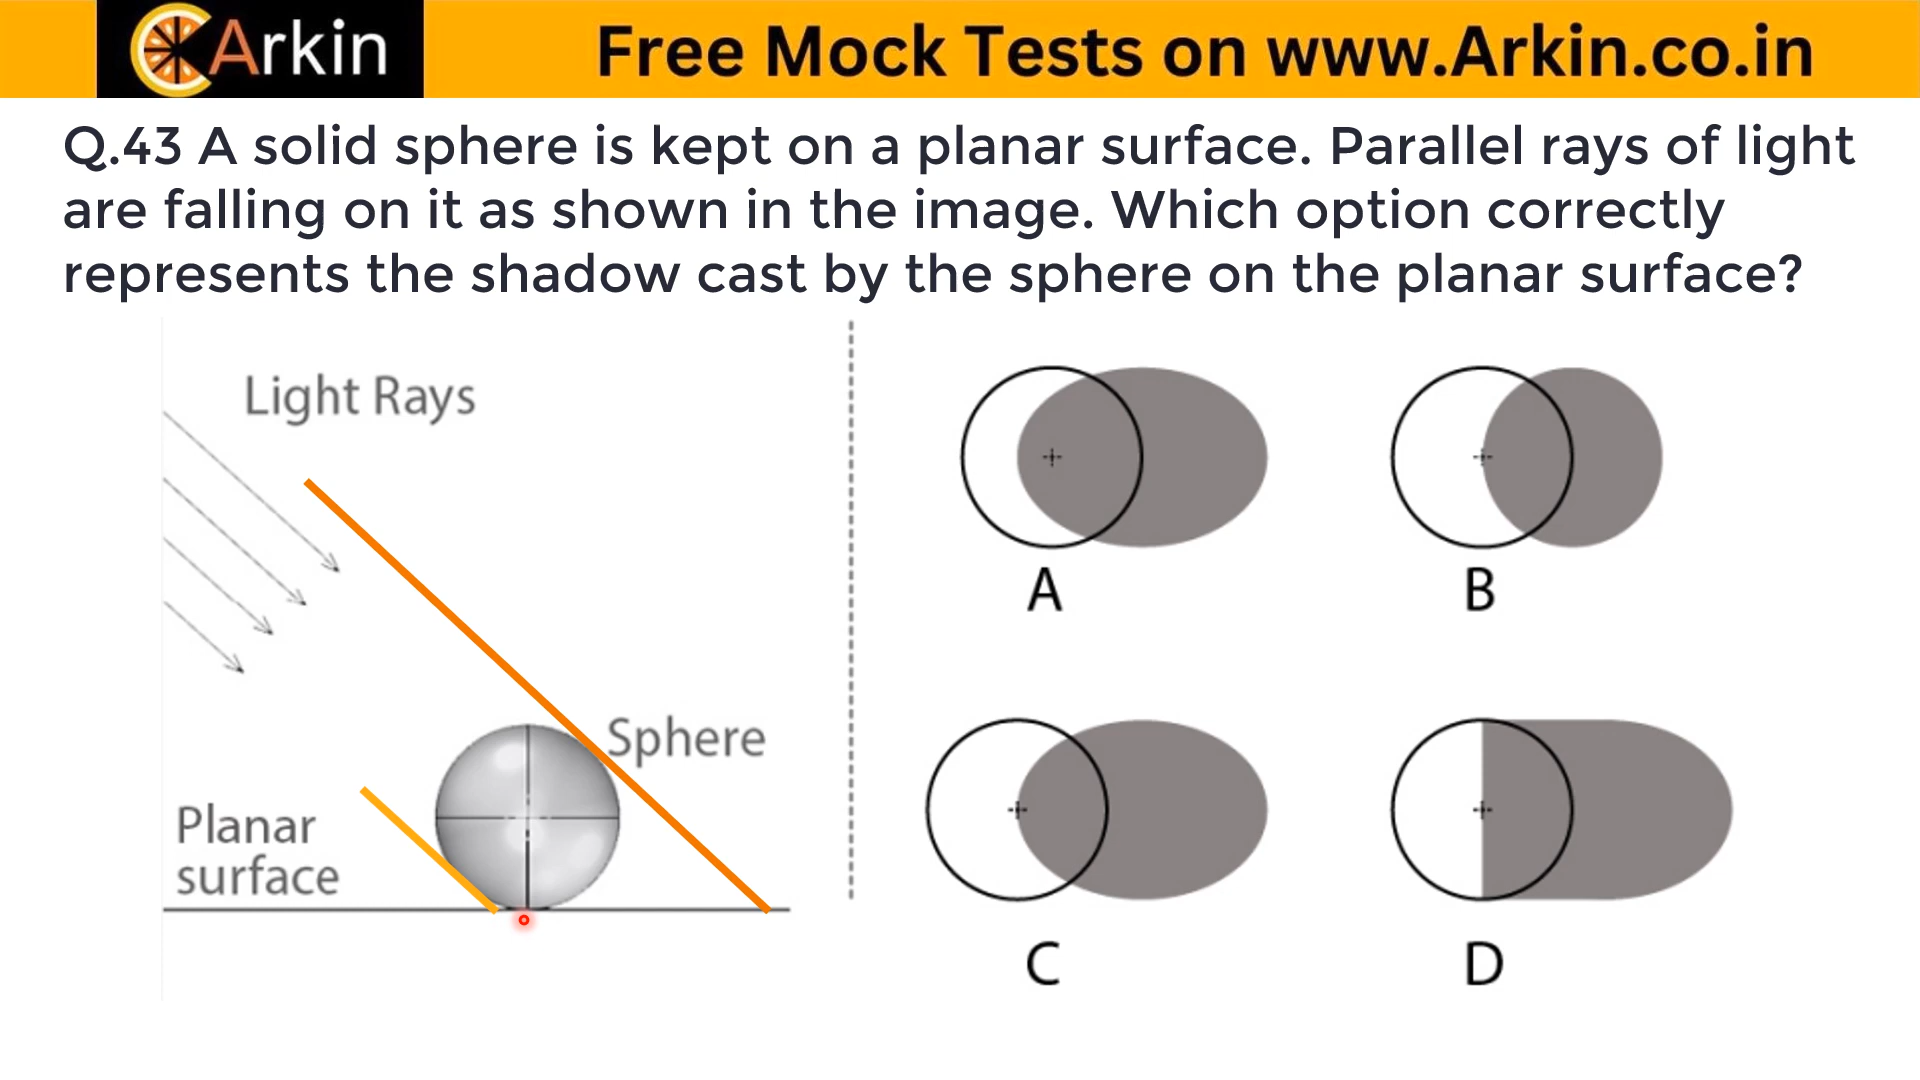 Arkin
Free Mock Tests on www.Arkin.co.in
Q.43 A solid sphere is kept on a planar surface. Parallel rays of light
are falling on it as shown in the image. Which option correctly
represents the shadow cast by the sphere on the planar surface?
Light Rays
Sphere
Planar
surface
A
B
C
D